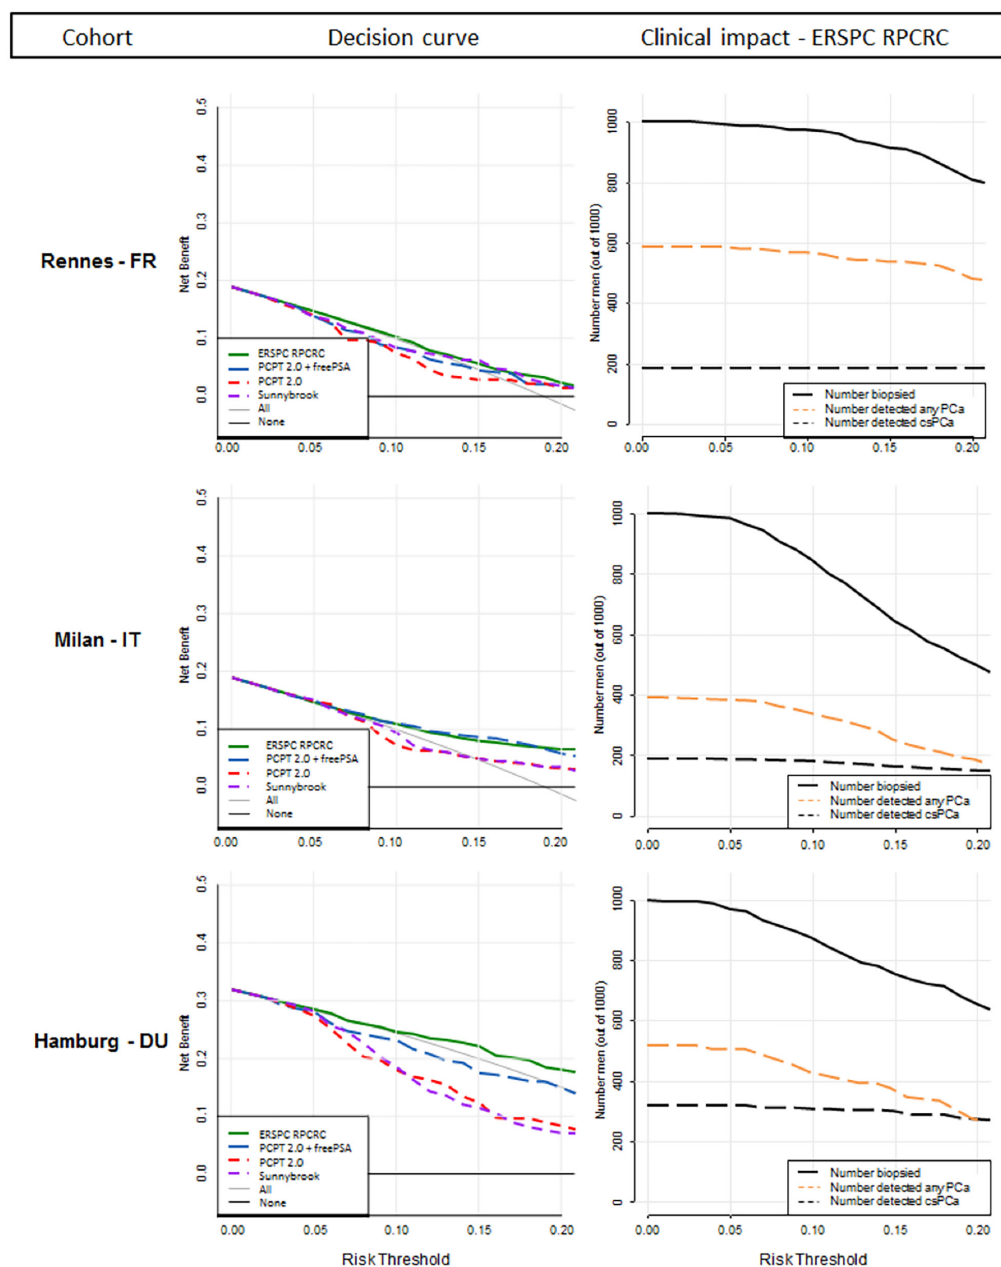 Cohort Decision curve Clinical impact - ERSPC RPCRC
Rennes - FR
Net Benefit
0.5
0.4
0.3
0.2
0.1
0.0
ERSPC RPCRC
PCPT 2.0 + freePSA
PCPT 2.0
Sunnybrook
All
None
0.00 0.05 0.10 0.15 0.20
Number men (out of 1000)
1000
800
600
400
200
0
Number biopsied
Number detected any PCa
Number detected csPCa
0.00 0.05 0.10 0.15 0.20
Milan - IT
Net Benefit
0.5
0.4
0.3
0.2
0.1
0.0
ERSPC RPCRC
PCPT 2.0 + freePSA
PCPT 2.0
Sunnybrook
All
None
0.00 0.05 0.10 0.15 0.20
Number men (out of 1000)
1000
800
600
400
200
0
Number biopsied
Number detected any PCa
Number detected csPCa
0.00 0.05 0.10 0.15 0.20
Hamburg - DU
Net Benefit
0.5
0.4
0.3
0.2
0.1
0.0
ERSPC RPCRC
PCPT 2.0 + freePSA
PCPT 2.0
Sunnybrook
All
None
0.00 0.05 0.10 0.15 0.20
Risk Threshold
Number men (out of 1000)
1000
800
600
400
200
0
Number biopsied
Number detected any PCa
Number detected csPCa
0.00 0.05 0.10 0.15 0.20
Risk Threshold